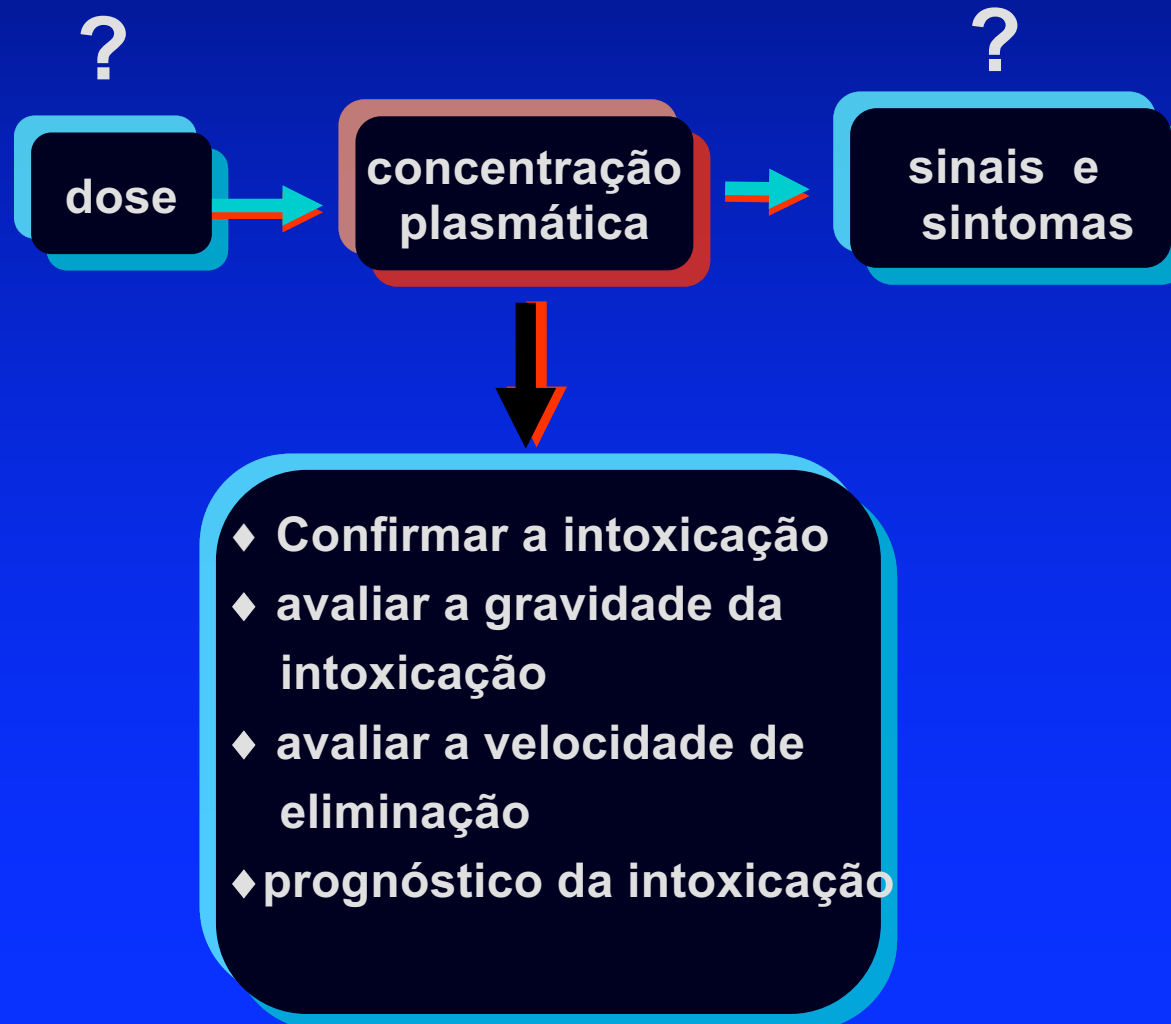 ?
?
dose
concentração
plasmática
sinais e
sintomas
♦ Confirmar a intoxicação
♦ avaliar a gravidade da
intoxicação
♦ avaliar a velocidade de
eliminação
♦ prognóstico da intoxicação